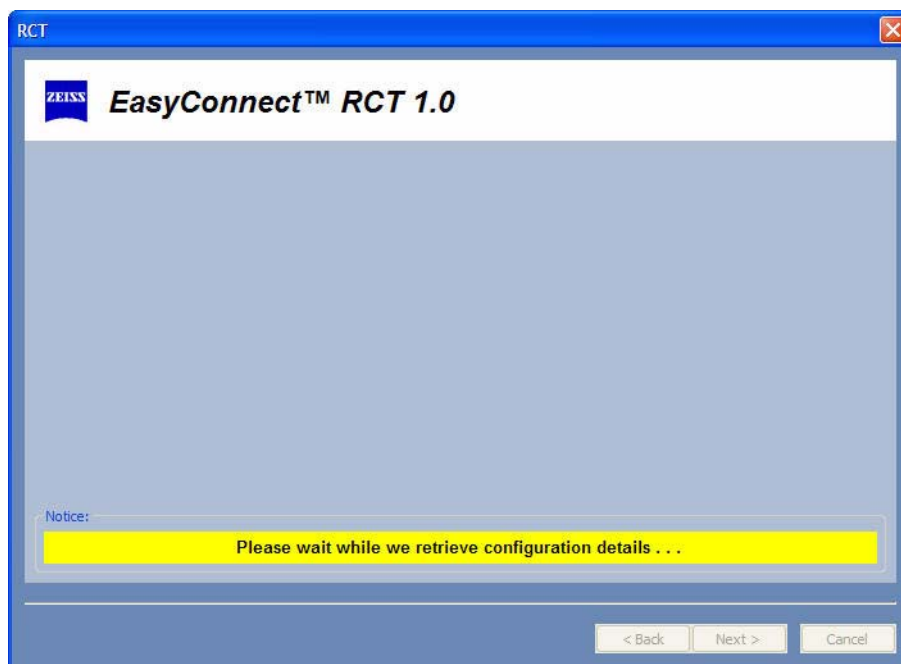 RCT
ZEISS
EasyConnect™ RCT 1.0
Notice:
Please wait while we retrieve configuration details . . .
< Back
Next >
Cancel